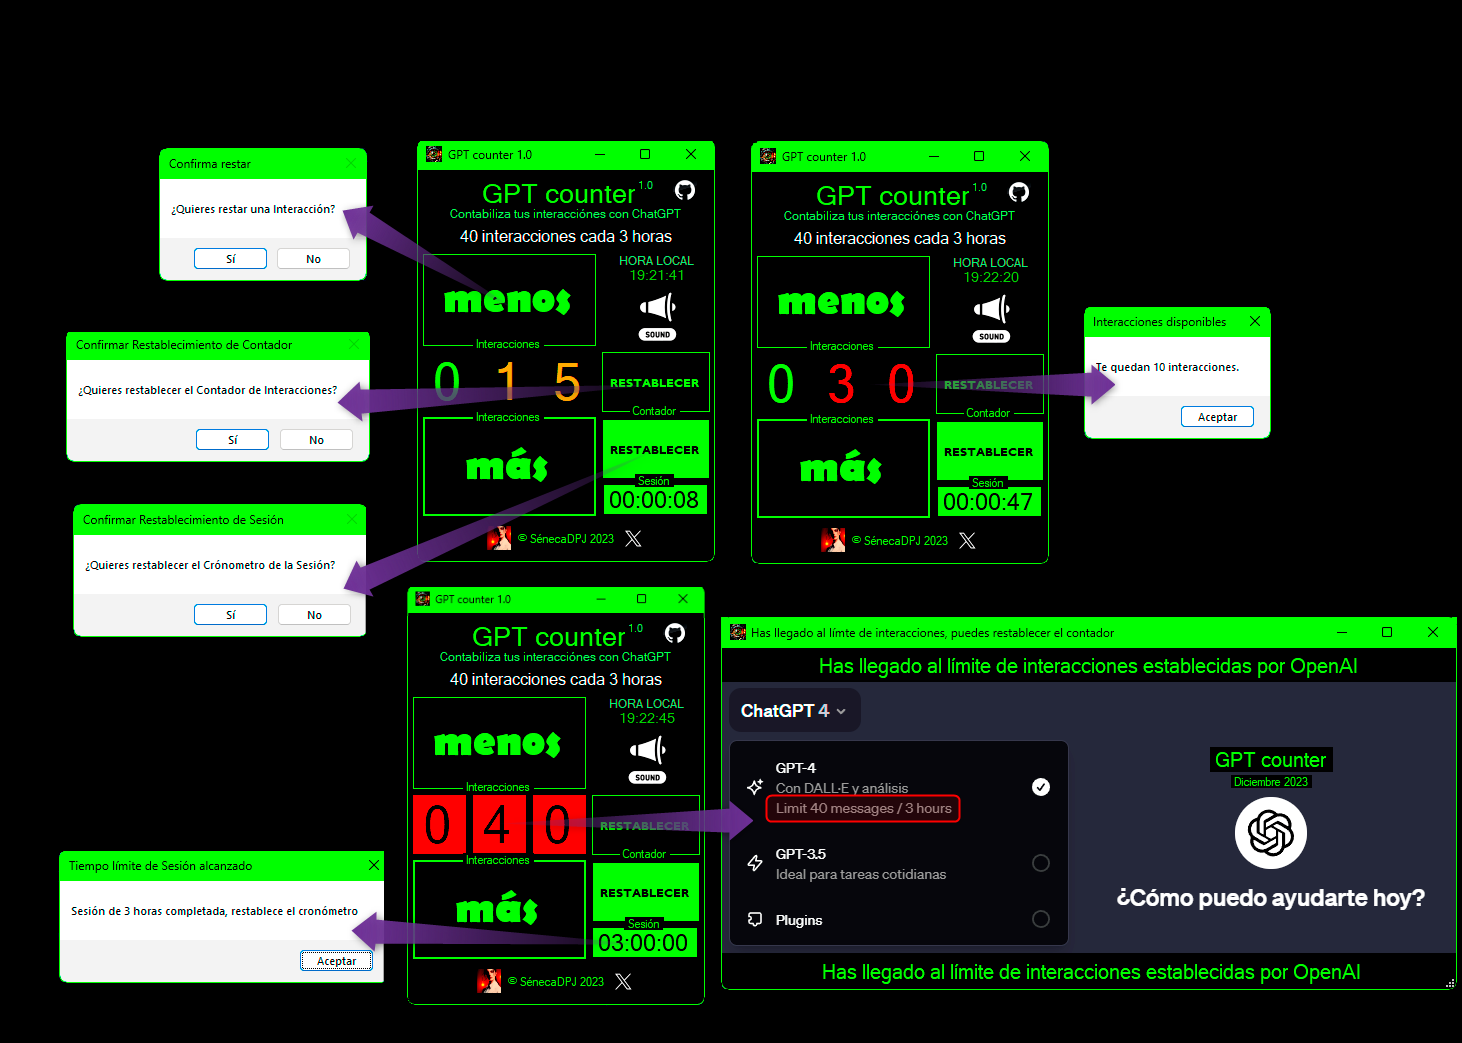 Confirma restar
¿Quieres restar una Interacción?
Sí
No
Confirmar Restablecimiento de Contador
¿Quieres restablecer el Contador de Interacciones?
Sí
No
Confirmar Restablecimiento de Sesión
¿Quieres restablecer el Crónometro de la Sesión?
Sí
No
GPT counter 1.0
GPT counter 1.0
Contabiliza tus interacciónes con ChatGPT
40 interacciones cada 3 horas
menos
HORA LOCAL
19:21:41
SOUND
Interacciones
0 1 5
RESTABLECER
Contador
Interacciones
más
RESTABLECER
Sesión
00:00:08
© SénecaDPJ 2023
GPT counter 1.0
GPT counter 1.0
Contabiliza tus interacciónes con ChatGPT
40 interacciones cada 3 horas
menos
HORA LOCAL
19:22:20
SOUND
Interacciones
0 3 0
RESTABLECER
Contador
Interacciones
más
RESTABLECER
Sesión
00:00:47
© SénecaDPJ 2023
Interacciones disponibles
Te quedan 10 interacciones.
Aceptar
GPT counter 1.0
GPT counter 1.0
Contabiliza tus interacciónes con ChatGPT
40 interacciones cada 3 horas
menos
HORA LOCAL
19:22:45
SOUND
Interacciones
0 4 0
RESTABLECER
Contador
Interacciones
más
RESTABLECER
Sesión
03:00:00
© SénecaDPJ 2023
Tiempo límite de Sesión alcanzado
Sesión de 3 horas completada, restablece el cronómetro
Aceptar
Has llegado al límte de interacciones, puedes restablecer el contador
Has llegado al límite de interacciones establecidas por OpenAI
ChatGPT 4
GPT-4
Con DALL·E y análisis
Limit 40 messages / 3 hours
GPT-3.5
Ideal para tareas cotidianas
Plugins
GPT counter
Diciembre 2023
¿Cómo puedo ayudarte hoy?
Has llegado al límite de interacciones establecidas por OpenAI